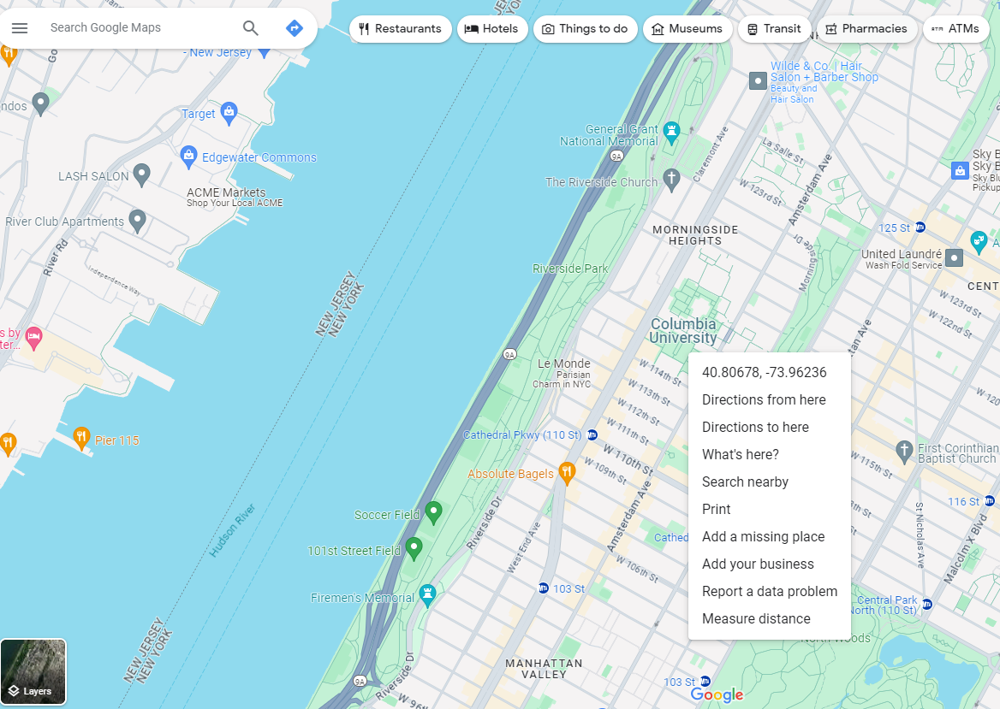 Search Google Maps
Restaurants
Hotels
Things to do
Museums
Transit
Pharmacies
ATMs
- New Jersey
Wilde & Co. | Hair
Salon + Barber Shop
Beauty and
Hair Salon
ndos
Target
General Grant
National Memorial
9A
Claremont Ave
La Salle St
Edgewater Commons
Sky B
Sky B
Sky Blu
Pickup
LASH SALON
The Riverside Church
W 123rd St
Amsterdam Ave
ACME Markets
Shop Your Local ACME
River Club Apartments
125 St
MORNINGSIDE
HEIGHTS
Morningside Dr
River Rd
United Laundré
Wash Fold Service
Independence Way
Riverside Park
CENT
NEW JERSEY
NEW YORK
W 123rd St
W 122nd St
Columbia
University
s by
ter...
9A
Le Monde
Parisian
Charm in NYC
W 114th St
W 113th St
W 112th St
W 111th St
40.80678, -73.96236
Directions from here
Directions to here
What's here?
Search nearby
Print
Add a missing place
Add your business
Report a data problem
Measure distance
W 120th St
Pier 115
Cathedral Pkwy (110 St)
W 110th St
W 109th St
First Corinthian
Baptist Church
W 115th St
Absolute Bagels
116 St
Hudson River
Soccer Field
Riverside Dr
Amsterdam Ave
West End Ave
St Nicholas Ave
Malcolm X Blvd
Cathed
101st Street Field
W 106th St
103 St
Firemen's Memorial
Central Park
North (110 St)
North Woods
NEW JERSEY
NEW YORK
MANHATTAN
VALLEY
9A
Riverside Dr
103 St
Layers
Google
W 96th St